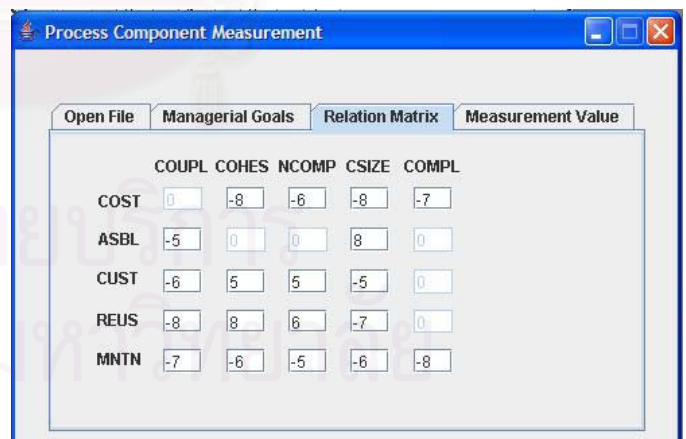 Process Component Measurement
Open File Managerial Goals Relation Matrix Measurement Value
COUPL COHES NCOMP CSIZE COMPL
COST 0 -8 -6 -8 -7
ASBL -5 0 0 8 0
CUST -6 5 5 -5 0
REUS -8 8 6 -7 0
MNTN -7 -6 -5 -6 -8